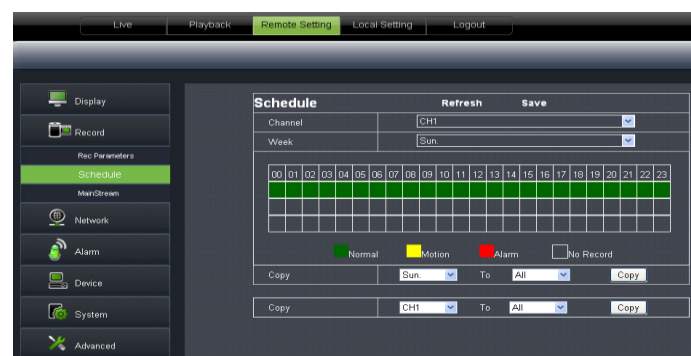 Live Playback Remote Setting Local Setting Logout
Display
Record
Rec Parameters
Schedule
MainStream
Network
Alarm
Device
System
Advanced
Schedule Refresh Save
Channel CH1
Week Sun.
00 01 02 03 04 05 06 07 08 09 10 11 12 13 14 15 16 17 18 19 20 21 22 23
Normal Motion Alarm No Record
Copy Sun. To All Copy
Copy CH1 To All Copy